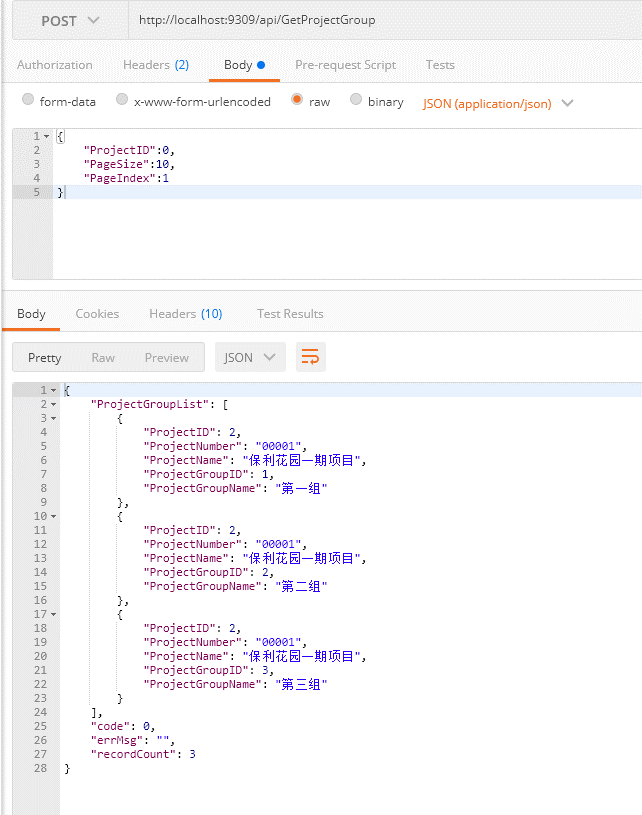 POST http://localhost:9309/api/GetProjectGroup
Authorization Headers (2) Body Pre-request Script Tests
form-data x-www-form-urlencoded raw binary JSON (application/json)
1 {
2 "ProjectID":0,
3 "PageSize":10,
4 "PageIndex":1
5 }
Body Cookies Headers (10) Test Results
Pretty Raw Preview JSON
1 {
2 "ProjectGroupList": [
3 {
4 "ProjectID": 2,
5 "ProjectNumber": "00001",
6 "ProjectName": "保利花园一期项目",
7 "ProjectGroupID": 1,
8 "ProjectGroupName": "第一组"
9 },
10 {
11 "ProjectID": 2,
12 "ProjectNumber": "00001",
13 "ProjectName": "保利花园一期项目",
14 "ProjectGroupID": 2,
15 "ProjectGroupName": "第二组"
16 },
17 {
18 "ProjectID": 2,
19 "ProjectNumber": "00001",
20 "ProjectName": "保利花园一期项目",
21 "ProjectGroupID": 3,
22 "ProjectGroupName": "第三组"
23 }
24 ],
25 "code": 0,
26 "errMsg": "",
27 "recordCount": 3
28 }